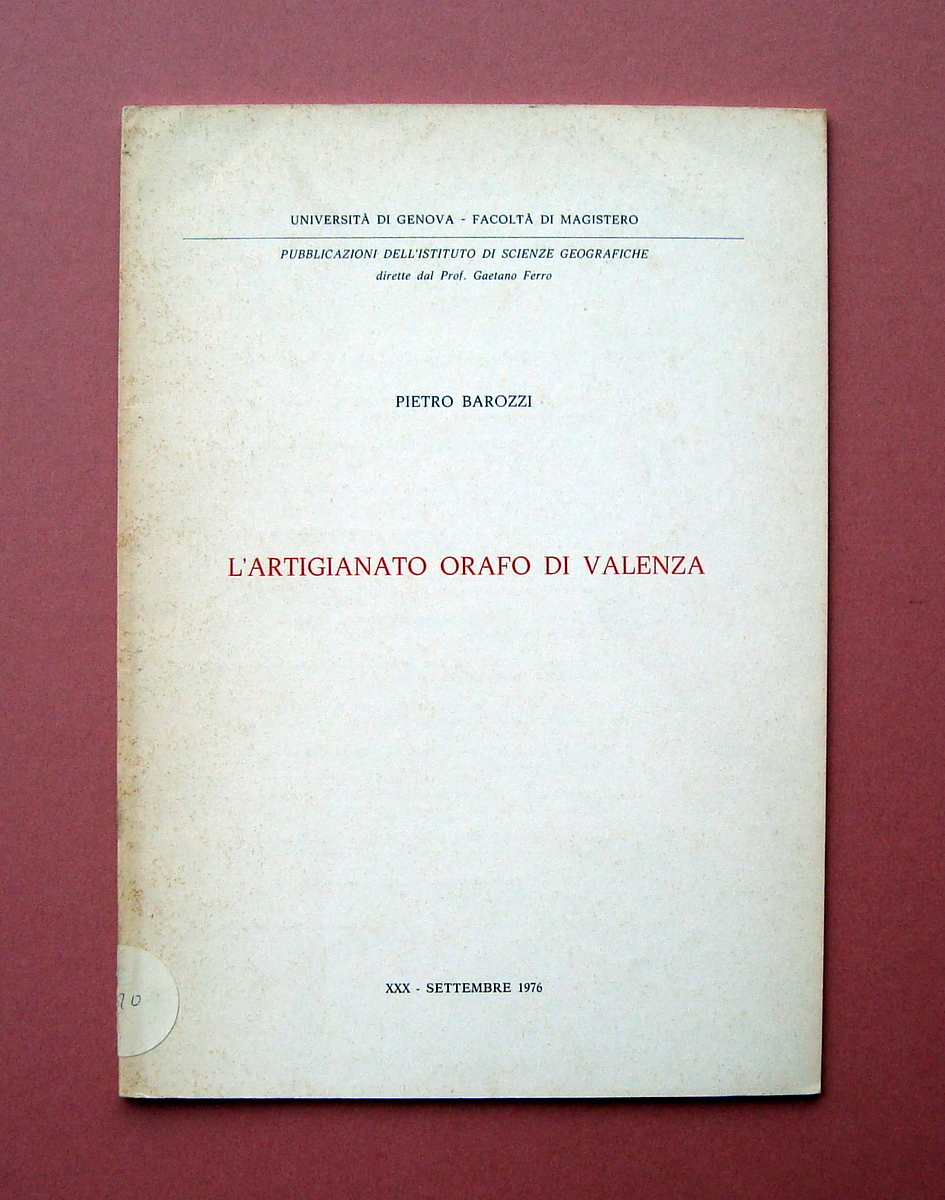 UNIVERSITÀ DI GENOVA - FACOLTÀ DI MAGISTERO
PUBBLICAZIONI DELL'ISTITUTO DI SCIENZE GEOGRAFICHE
dirette dal Prof. Gaetano Ferro
PIETRO BAROZZI
L'ARTIGIANATO ORAFO DI VALENZA
XXX - SETTEMBRE 1976